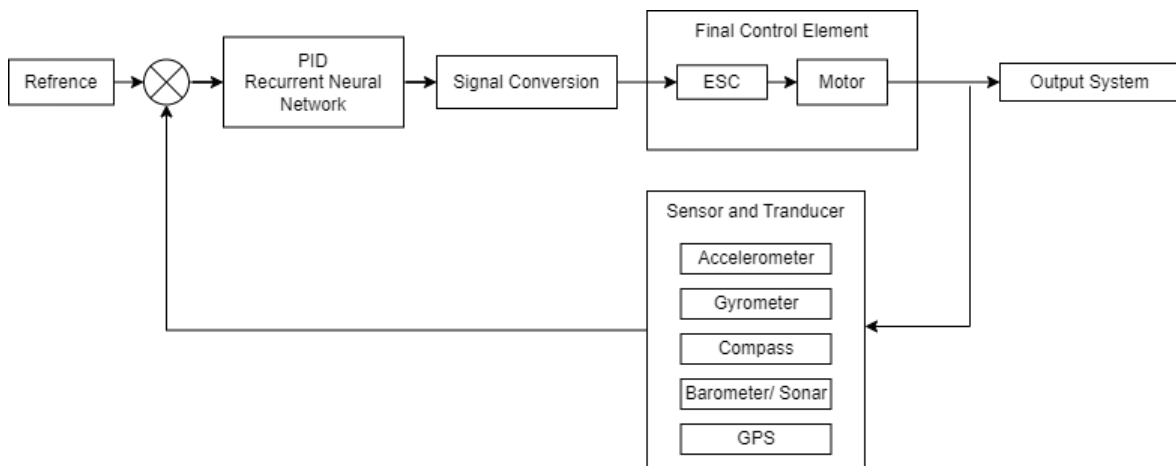 Refrence
PID
Recurrent Neural
Network
Signal Conversion
Final Control Element
ESC
Motor
Output System
Sensor and Tranducer
Accelerometer
Gyrometer
Compass
Barometer/ Sonar
GPS